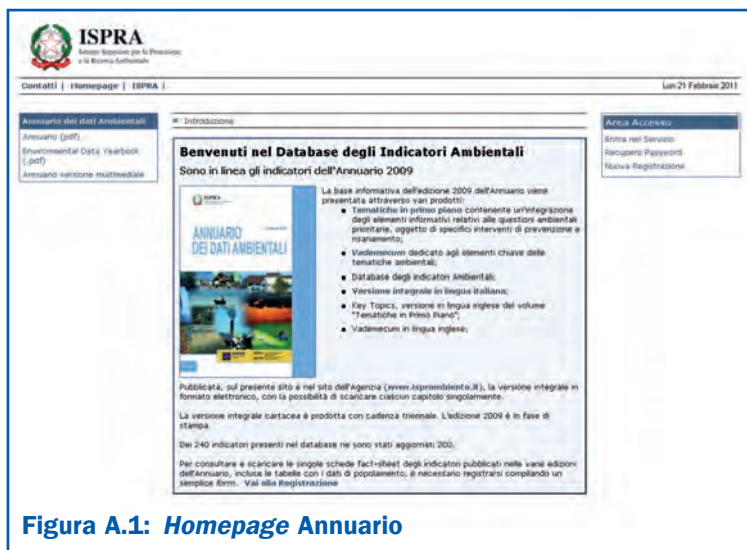 ISPRA
Istituto Superiore per la Protezione
e la Ricerca Ambientale
Contatti | Homepage | ISPRA |
Lun 21 Febbraio 2011
Annuario dei dati Ambientali
Annuario (pdf)
Environmental Data Yearbook
(.pdf)
Annuario versione multimediale
Introduzione
Area Accesso
Entra nel Servizio
Recupero Password
Nuova Registrazione
Benvenuti nel Database degli Indicatori Ambientali
Sono in linea gli indicatori dell'Annuario 2009
ISPRA
ANNUARIO
DEI DATI AMBIENTALI
La base informativa dell'edizione 2009 dell'Annuario viene
presentata attraverso vari prodotti:
Tematiche in primo piano contenente un'integrazione
degli elementi informativi relativi alle questioni ambientali
prioritarie, oggetto di specifici interventi di prevenzione e
risanamento;
Vademecum dedicato agli elementi chiave delle
tematiche ambientali;
Database degli indicatori Ambientali;
Versione integrale in lingua italiana;
Key Topics, versione in lingua inglese del volume
"Tematiche in Primo Piano";
Vademecum in lingua inglese;
Pubblicata, sul presente sito e nel sito dell'Agenzia (www.isprambiente.it), la versione integrale in
formato elettronico, con la possibilità di scaricare ciascun capitolo singolarmente.
La versione integrale cartacea è prodotta con cadenza triennale. L'edizione 2009 è in fase di
stampa.
Dei 240 indicatori presenti nel database ne sono stati aggiornati 200.
Per consultare e scaricare le singole schede fact-sheet degli indicatori pubblicati nelle varie edizioni
dell'Annuario, incluse le tabelle con i dati di popolamento, è necessario registrarsi compilando un
semplice form. Vai alla Registrazione
Figura A.1: Homepage Annuario